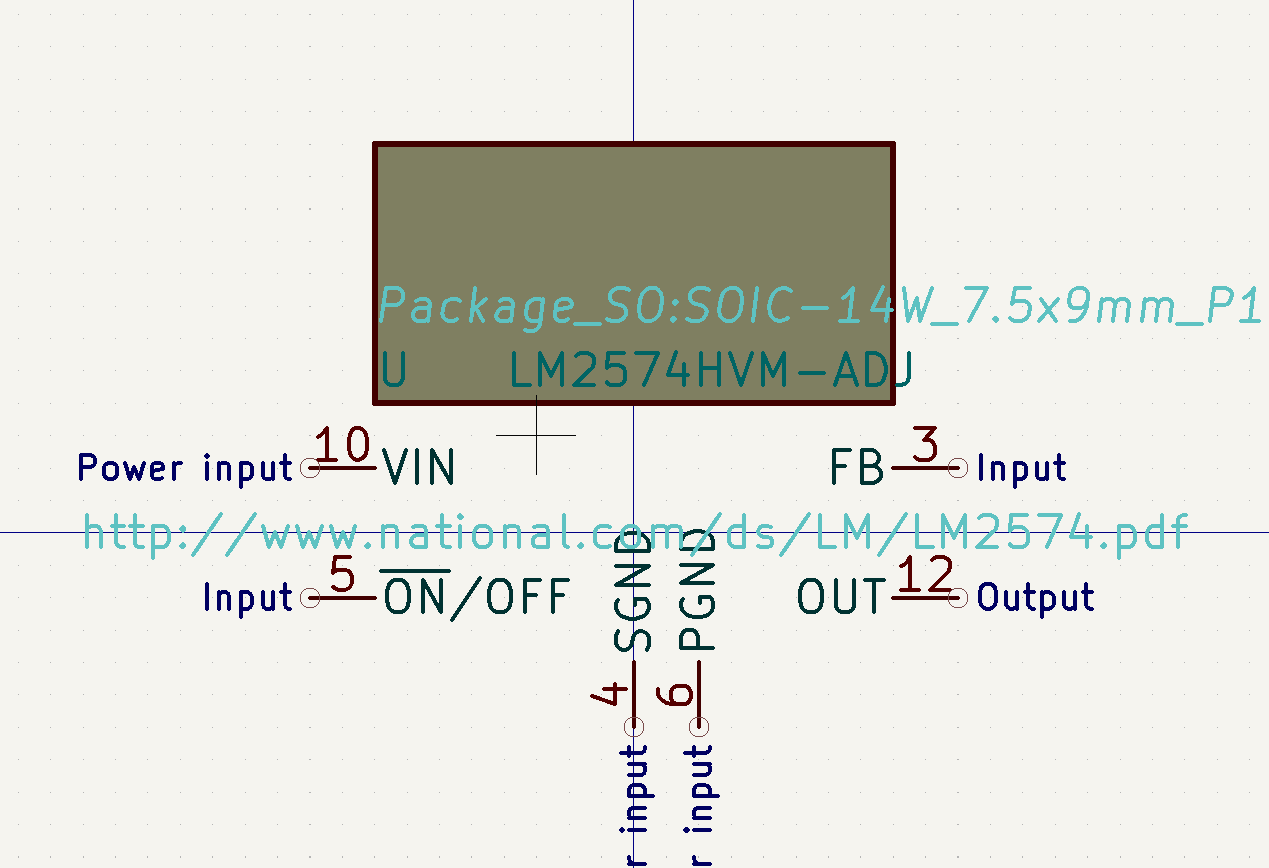 Package_SO:SOIC-14W_7.5x9mm_P1
U LM2574HVM-ADJ
Power input 10 VIN FB 3 Input
http://www.national.com/ds/LM/LM2574.pdf
Input 5 ON/OFF OUT 12 Output
SGND PGND
4 6
r input r input